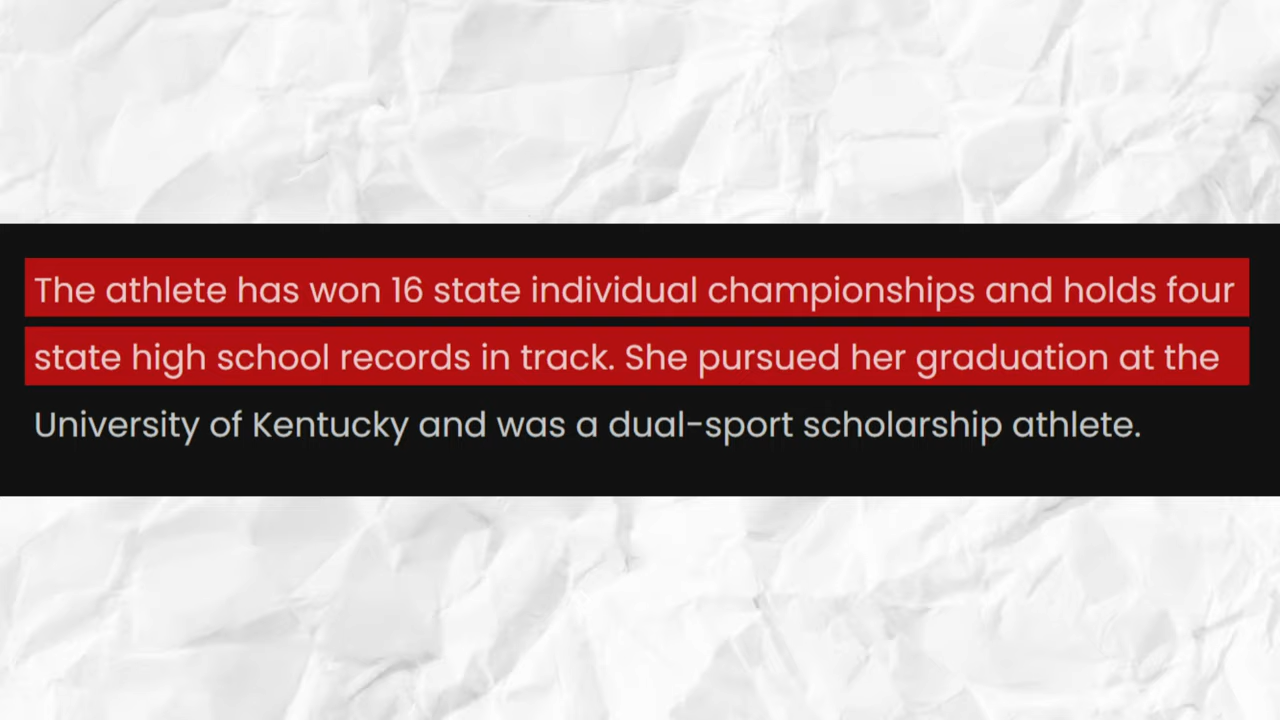 The athlete has won 16 state individual championships and holds four
state high school records in track. She pursued her graduation at the
University of Kentucky and was a dual-sport scholarship athlete.